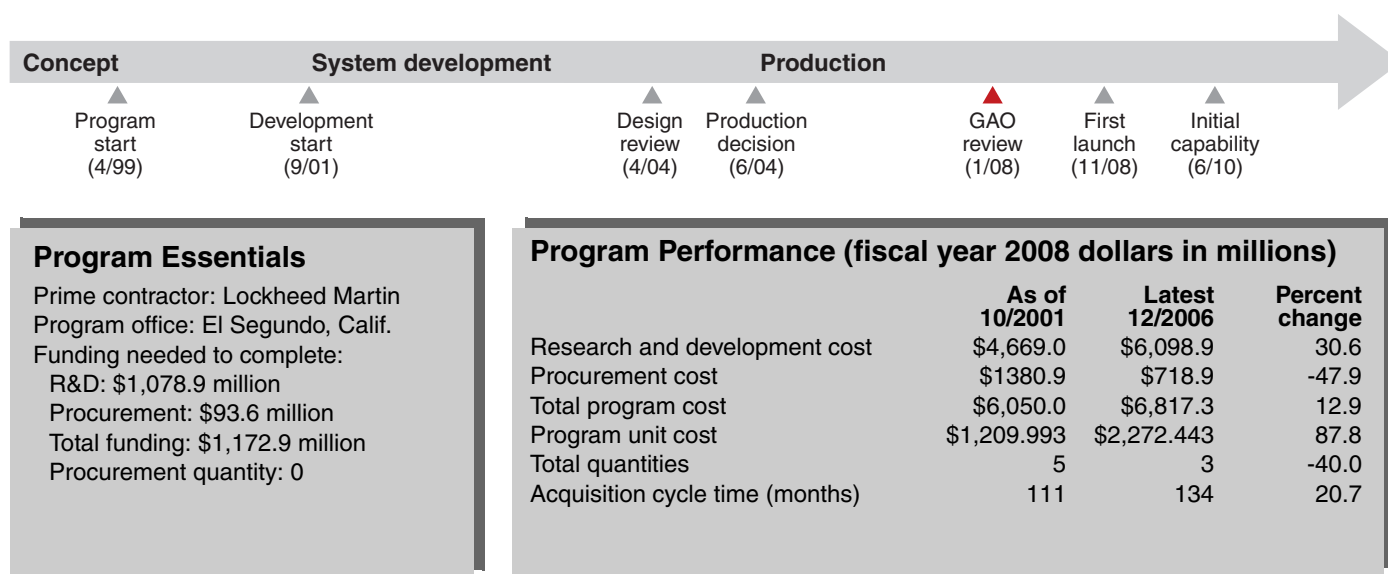 Concept System development Production
Program start (4/99)
Development start (9/01)
Design review (4/04)
Production decision (6/04)
GAO review (1/08)
First launch (11/08)
Initial capability (6/10)
Program Essentials
Prime contractor: Lockheed Martin
Program office: El Segundo, Calif.
Funding needed to complete:
R&D: $1,078.9 million
Procurement: $93.6 million
Total funding: $1,172.9 million
Procurement quantity: 0
Program Performance (fiscal year 2008 dollars in millions)
As of 10/2001 Latest 12/2006 Percent change
Research and development cost $4,669.0 $6,098.9 30.6
Procurement cost $1380.9 $718.9 -47.9
Total program cost $6,050.0 $6,817.3 12.9
Program unit cost $1,209.993 $2,272.443 87.8
Total quantities 5 3 -40.0
Acquisition cycle time (months) 111 134 20.7